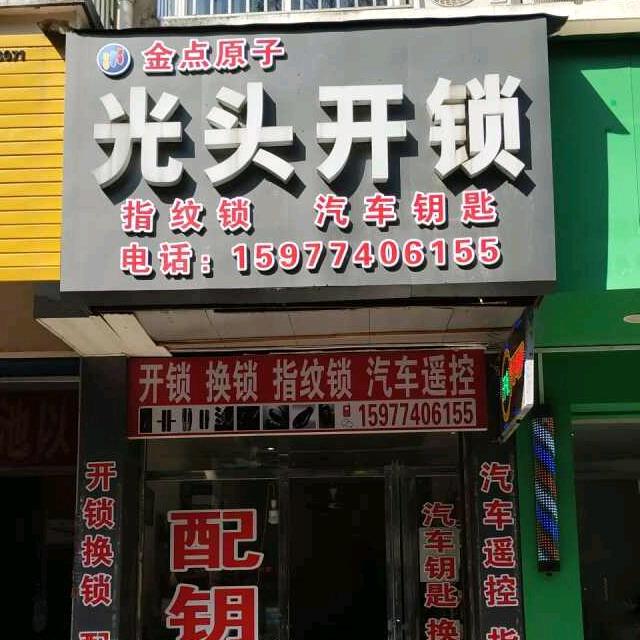 金点原子
光头开锁
指纹锁 汽车钥匙
电话：15977406155
开锁 换锁 指纹锁 汽车遥控
15977406155
开锁换锁
配钥
汽车钥匙换
汽车遥控